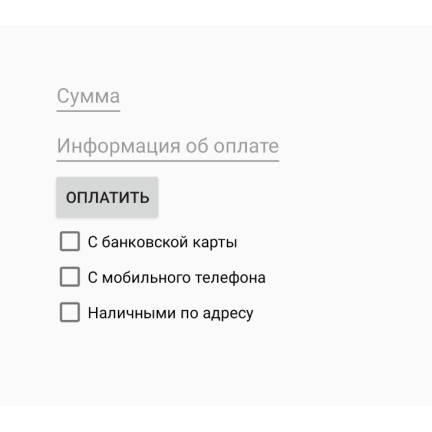 Сумма
Информация об оплате
ОПЛАТИТЬ
С банковской карты
С мобильного телефона
Наличными по адресу